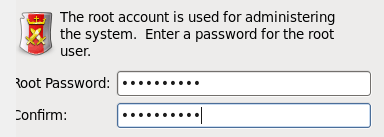 The root account is used for administering
the system.  Enter a password for the root
user.
Root Password: ••••••••••
Confirm: ••••••••••